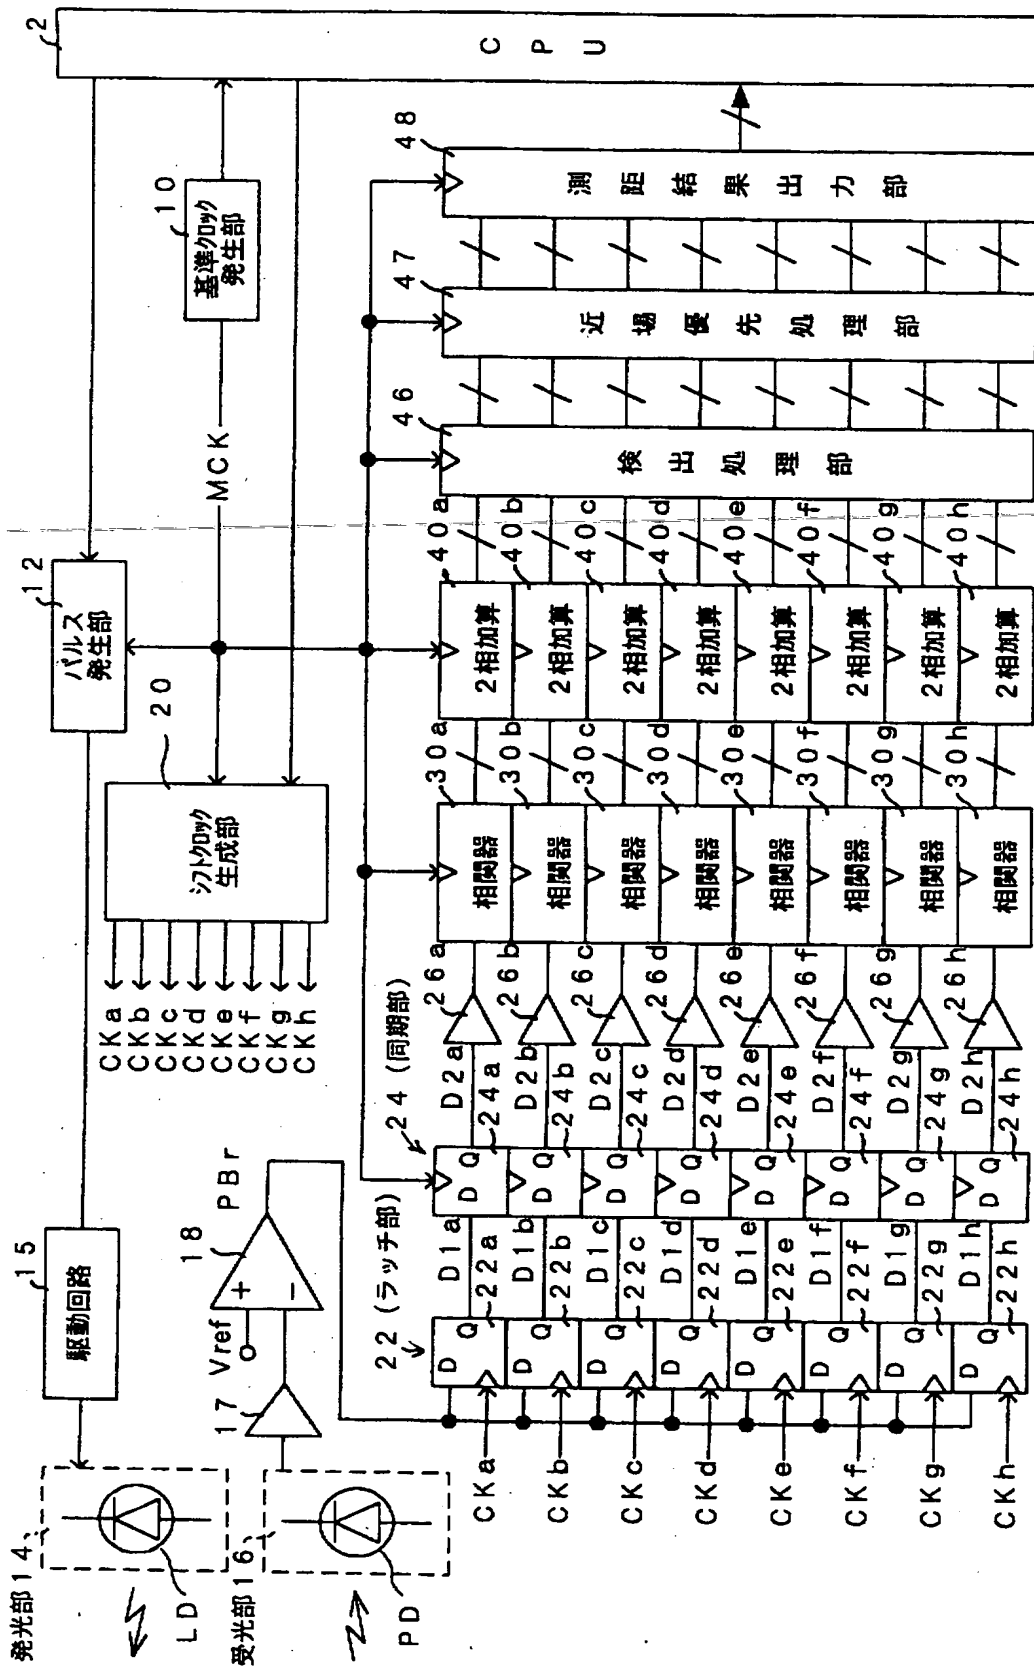 発光部14
LD
受光部16
PD
駆動回路
15
17
Vref
+
−
18
PBr
パルス
発生部
12
シフトクロック
生成部
20
CKa
CKb
CKc
CKd
CKe
CKf
CKg
CKh
MCK
基準クロック
発生部
10
CPU
2
22 (ラッチ部)
24 (同期部)
CKa
D Q
22a
D1a
D Q
24a
D2a
26a
相関器
30a
2相加算
40a
CKb
D Q
22b
D1b
D Q
24b
D2b
26b
相関器
30b
2相加算
40b
CKc
D Q
22c
D1c
D Q
24c
D2c
26c
相関器
30c
2相加算
40c
CKd
D Q
22d
D1d
D Q
24d
D2d
26d
相関器
30d
2相加算
40d
CKe
D Q
22e
D1e
D Q
24e
D2e
26e
相関器
30e
2相加算
40e
CKf
D Q
22f
D1f
D Q
24f
D2f
26f
相関器
30f
2相加算
40f
CKg
D Q
22g
D1g
D Q
24g
D2g
26g
相関器
30g
2相加算
40g
CKh
D Q
22h
D1h
D Q
24h
D2h
26h
相関器
30h
2相加算
40h
検出処理部
46
近場優先処理部
47
測距結果出力部
48